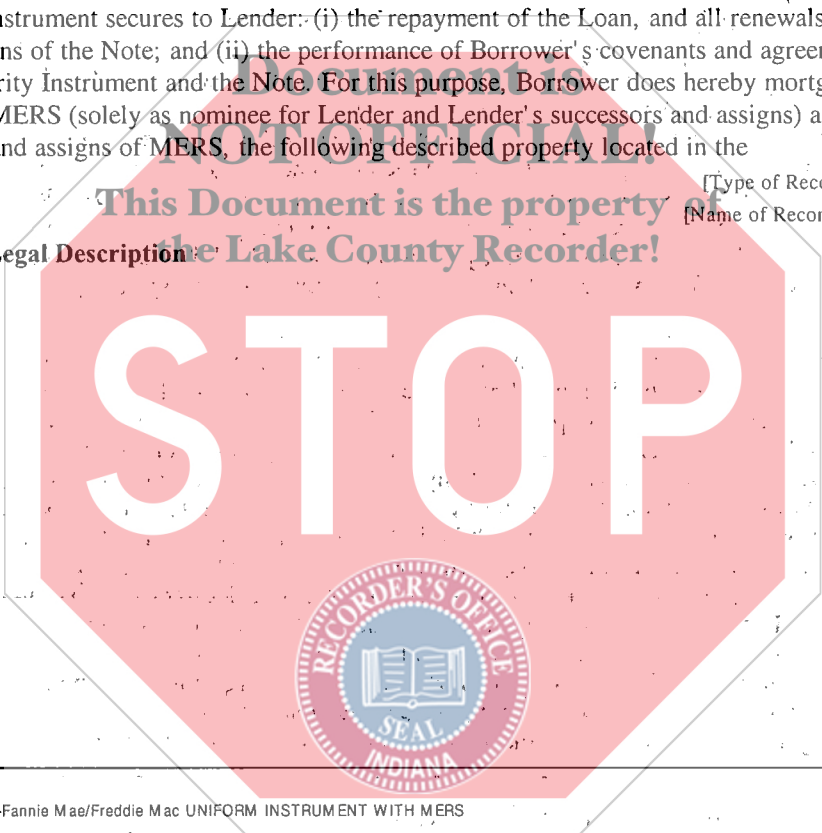 nstrument secures to Lender: (i) the repayment of the Loan, and all renewals
ns of the Note; and (ii) the performance of Borrower's covenants and agreer
rity Instrument and the Note. For this purpose, Borrower does hereby mortg
MERS (solely as nominee for Lender and Lender's successors and assigns) a
nd assigns of MERS, the following described property located in the
[Type of Reco
[Name of Recor
egal Description
Document is
NOT OFFICIAL!
This Document is the property of
the Lake County Recorder!
STOP
RECORDER'S OFFICE
SEAL
INDIANA
-Fannie Mae/Freddie Mac UNIFORM INSTRUMENT WITH MERS